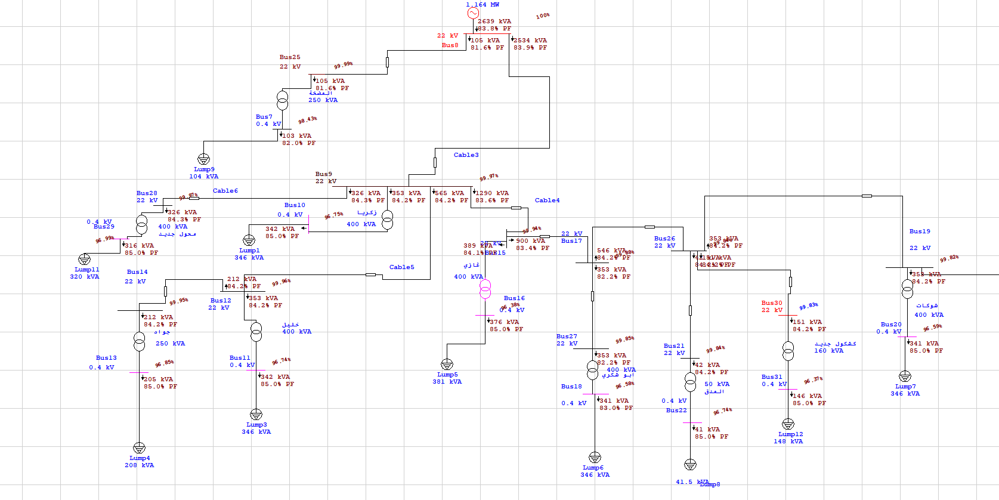 1.164 MW
100%
2639 kVA
83.8% PF
22 kV
Bus8
105 kVA
81.6% PF
2534 kVA
83.9% PF
Bus25
22 kV
99.99%
105 kVA
81.6% PF
المضخة
250 kVA
Bus7
0.4 kV
98.43%
103 kVA
82.0% PF
Lump9
104 kVA
Cable3
Bus9
22 kV
99.97%
326 kVA
84.3% PF
353 kVA
84.2% PF
565 kVA
84.2% PF
1290 kVA
83.6% PF
Cable6
Cable4
Bus28
22 kV
99.97%
326 kVA
84.3% PF
400 kVA
محول جديد
0.4 kV
Bus29
96.99%
316 kVA
85.0% PF
Lump11
320 kVA
Bus10
0.4 kV
96.75%
زكريا
400 kVA
342 kVA
85.0% PF
Lump1
346 kVA
Cable5
99.94%
900 kVA
83.4% PF
22 kV
Bus17
389 kVA
84.1% PF
Bus15
غازي
400 kVA
Bus16
0.4 kV
96.38%
376 kVA
85.0% PF
Lump5
381 kVA
Bus14
22 kV
99.95%
212 kVA
84.2% PF
جواد
250 kVA
Bus13
0.4 kV
96.85%
205 kVA
85.0% PF
Lump4
208 kVA
212 kVA
84.2% PF
99.96%
Bus12
22 kV
353 kVA
84.2% PF
خليل
400 kVA
Bus11
0.4 kV
96.74%
342 kVA
85.0% PF
Lump3
346 kVA
546 kVA
84.2% PF
99.88%
353 kVA
82.2% PF
Bus27
22 kV
99.85%
353 kVA
82.2% PF
400 kVA
ابو شكري
Bus18
0.4 kV
96.58%
341 kVA
83.0% PF
Lump6
346 kVA
Bus26
22 kV
353 kVA
84.2% PF
84.2% PF
Bus21
22 kV
99.84%
42 kVA
84.2% PF
50 kVA
المدق
0.4 kV
Bus22
96.74%
41 kVA
85.0% PF
41.5 kVA
Lump8
Bus30
22 kV
99.83%
151 kVA
84.2% PF
كشكول جديد
160 kVA
Bus31
0.4 kV
96.37%
146 kVA
85.0% PF
Lump12
148 kVA
Bus19
22 kV
99.82%
353 kVA
84.2% PF
شوكات
400 kVA
Bus20
0.4 kV
96.59%
341 kVA
85.0% PF
Lump7
346 kVA